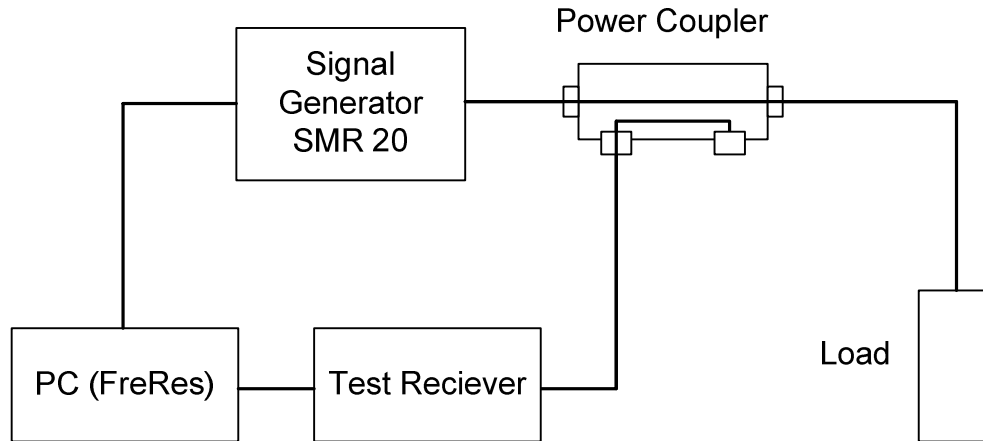 Power Coupler
Signal
Generator
SMR 20
Load
PC (FreRes)
Test Reciever